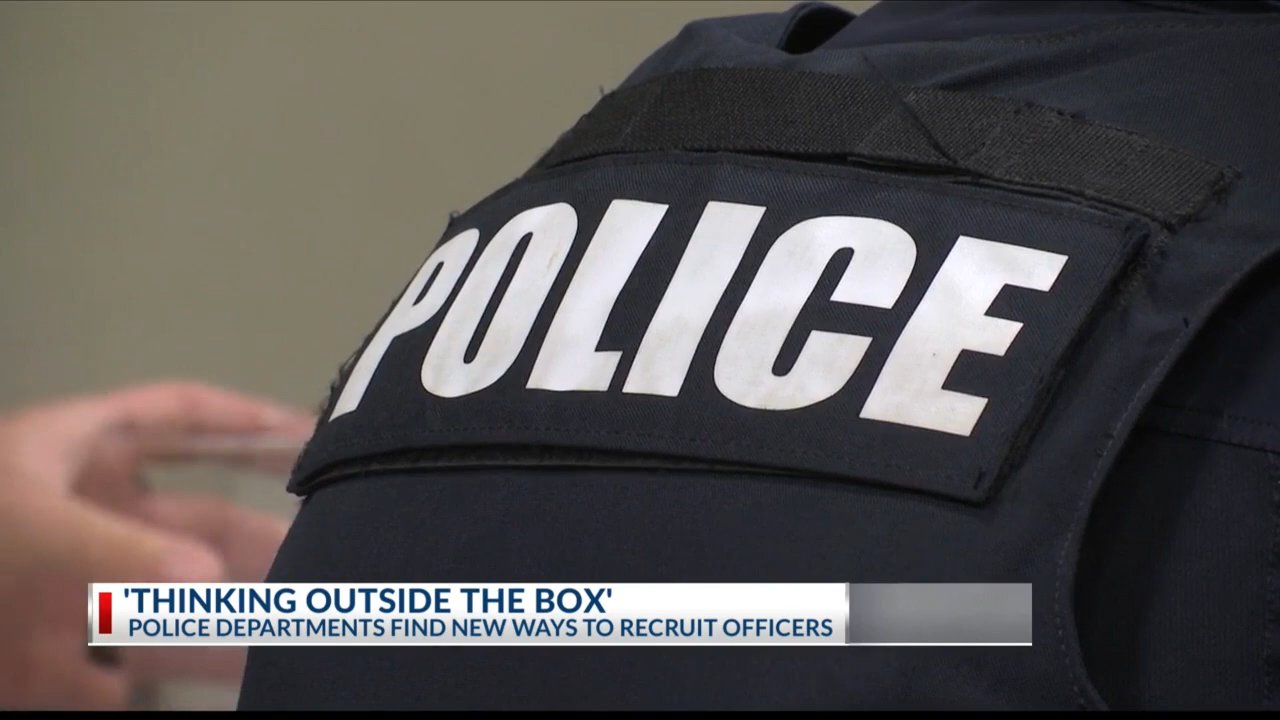 POLICE
'THINKING OUTSIDE THE BOX'
POLICE DEPARTMENTS FIND NEW WAYS TO RECRUIT OFFICERS